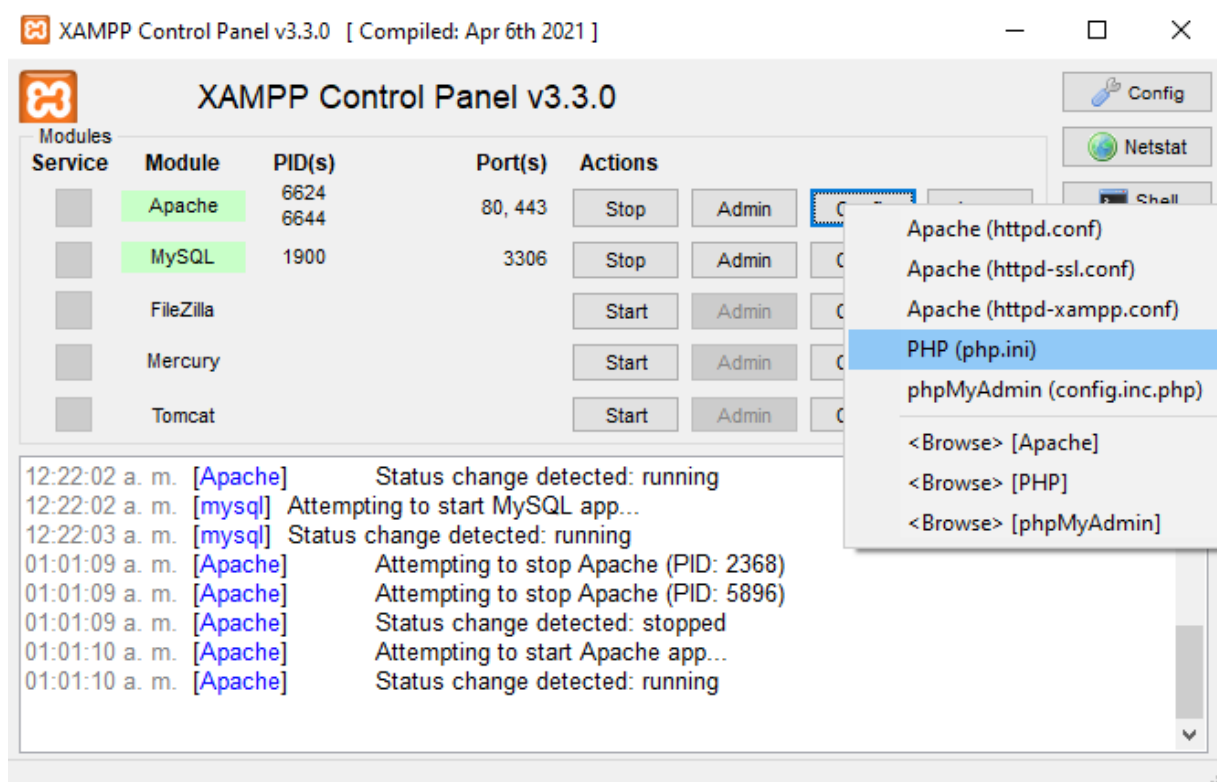 XAMPP Control Panel v3.3.0 [ Compiled: Apr 6th 2021 ]
XAMPP Control Panel v3.3.0
Config
Netstat
Shell
Modules
Service Module PID(s) Port(s) Actions
Apache 6624 6644 80, 443 Stop Admin
MySQL 1900 3306 Stop Admin
FileZilla Start Admin
Mercury Start Admin
Tomcat Start Admin
Apache (httpd.conf)
Apache (httpd-ssl.conf)
Apache (httpd-xampp.conf)
PHP (php.ini)
phpMyAdmin (config.inc.php)
<Browse> [Apache]
<Browse> [PHP]
<Browse> [phpMyAdmin]
12:22:02 a. m. [Apache] Status change detected: running
12:22:02 a. m. [mysql] Attempting to start MySQL app...
12:22:03 a. m. [mysql] Status change detected: running
01:01:09 a. m. [Apache] Attempting to stop Apache (PID: 2368)
01:01:09 a. m. [Apache] Attempting to stop Apache (PID: 5896)
01:01:09 a. m. [Apache] Status change detected: stopped
01:01:10 a. m. [Apache] Attempting to start Apache app...
01:01:10 a. m. [Apache] Status change detected: running